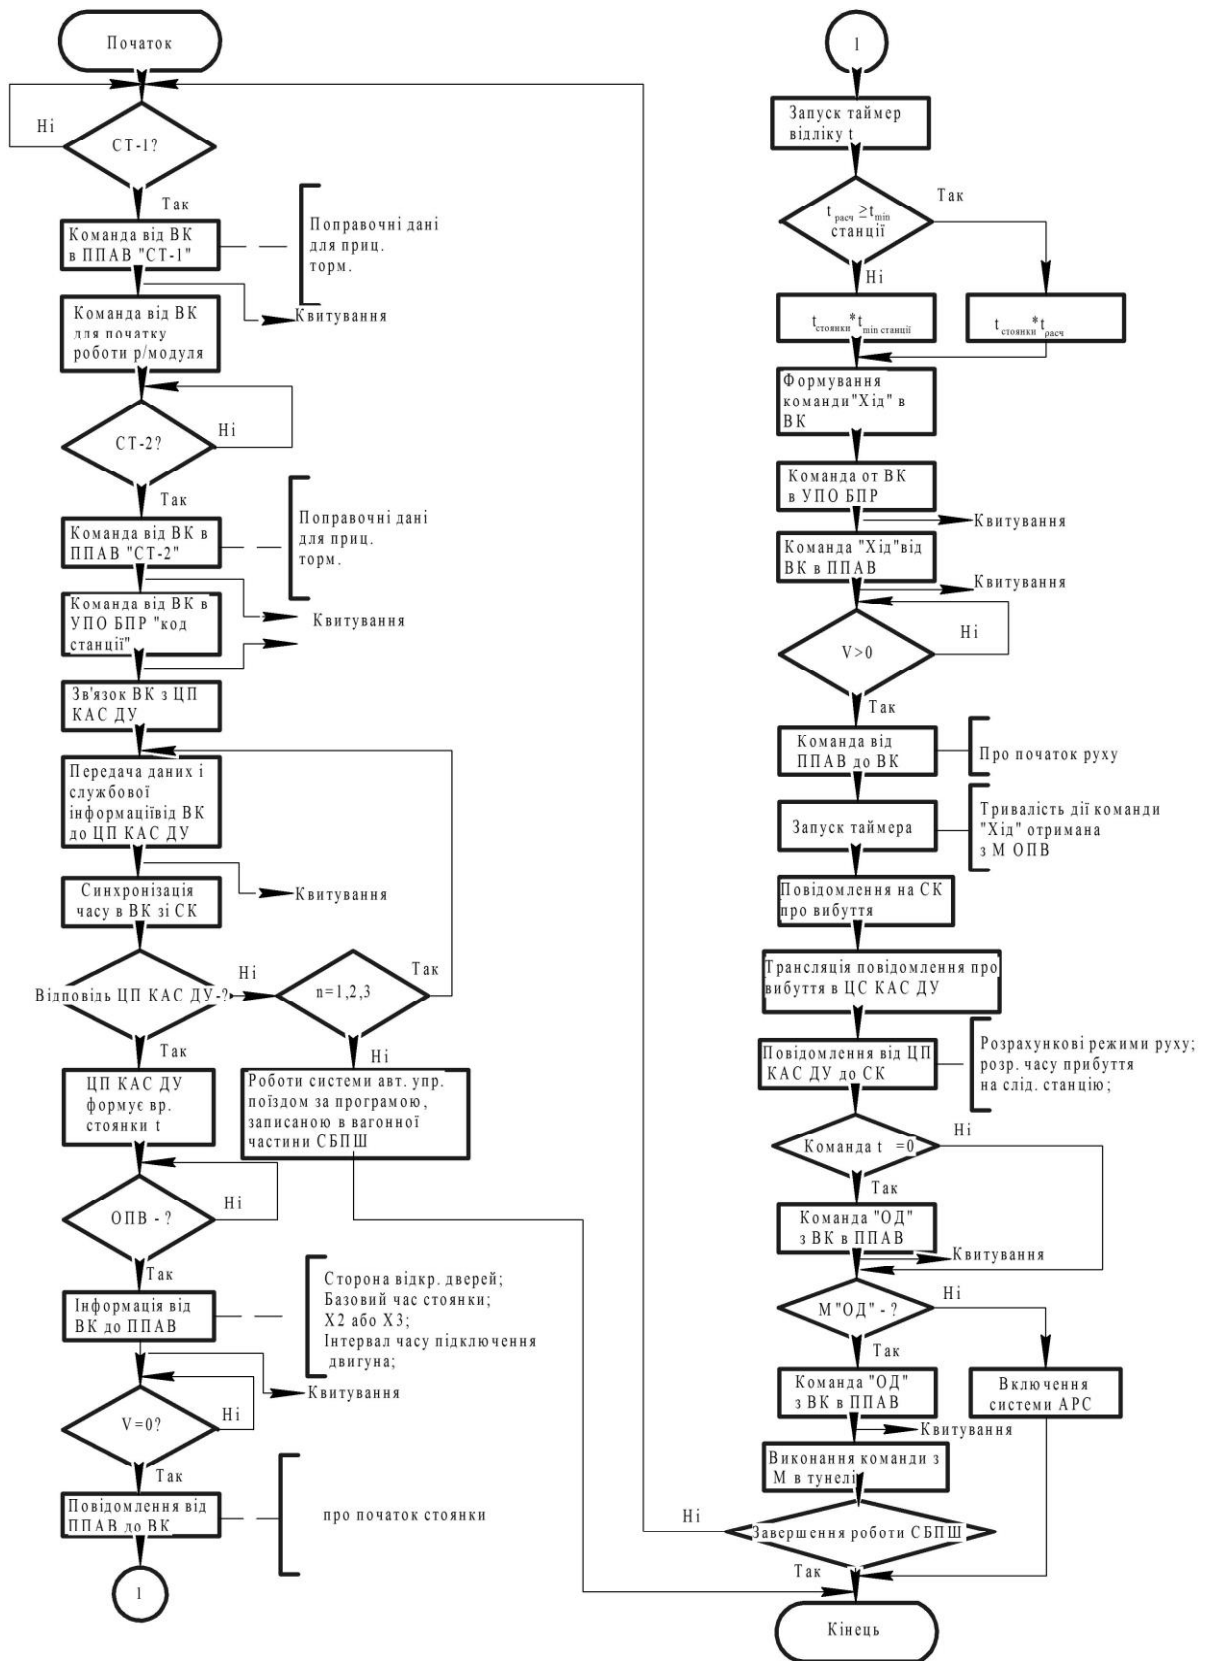 Початок
Ні
СТ-1?
Так
Команда від ВК
в ППАВ "СТ-1"
Поправочні дані
для приц.
торм.
Квитування
Команда від ВК
для початку
роботи р/модуля
СТ-2?
Ні
Так
Команда від ВК в
ППАВ "СТ-2"
Поправочні дані
для приц.
торм.
Команда від ВК в
УПО БПР "код
станції"
Квитування
Зв'язок ВК з ЦП
КАС ДУ
Передача даних і
службової
інформаціївід ВК
до ЦП КАС ДУ
Квитування
Синхронізація
часу в ВК зі СК
Відповідь ЦП КАС ДУ-?
Ні
n=1,2,3
Так
Так
Ні
ЦП КАС ДУ
формує вр.
стоянки t
Роботи системи авт. упр.
поїздом за програмою,
записаною в вагонної
частини СБПШ
ОПВ - ?
Ні
Так
Інформація від
ВК до ППАВ
Сторона відкр. дверей;
Базовий час стоянки;
Х2 або Х3;
Інтервал часу підключення
двигуна;
Квитування
V=0?
Ні
Так
Повідомлення від
ППАВ до ВК
про початок стоянки
1
1
Запуск таймер
відліку t
t расч ≥t min
станції
Так
Ні
t стоянки * t min станції
t стоянки * t расч
Формування
команди"Хід" в
ВК
Команда от ВК
в УПО БПР
Квитування
Команда "Хід"від
ВК в ППАВ
Квитування
V>0
Ні
Так
Команда від
ППАВ до ВК
Про початок руху
Запуск таймера
Тривалість дії команди
"Хід" отримана
з М ОПВ
Повідомлення на СК
про вибуття
Трансляція повідомлення про
вибуття в ЦС КАС ДУ
Повідомлення від ЦП
КАС ДУ до СК
Розрахункові режими руху;
розр. часу прибуття
на слід. станцію;
Команда t =0
Ні
Так
Команда "ОД"
з ВК в ППАВ
Квитування
М"ОД" - ?
Ні
Так
Команда "ОД"
з ВК в ППАВ
Включення
системи АРС
Квитування
Виконання команди з
М в тунелі
Ні
Завершення роботи СБПШ
Так
Кінець